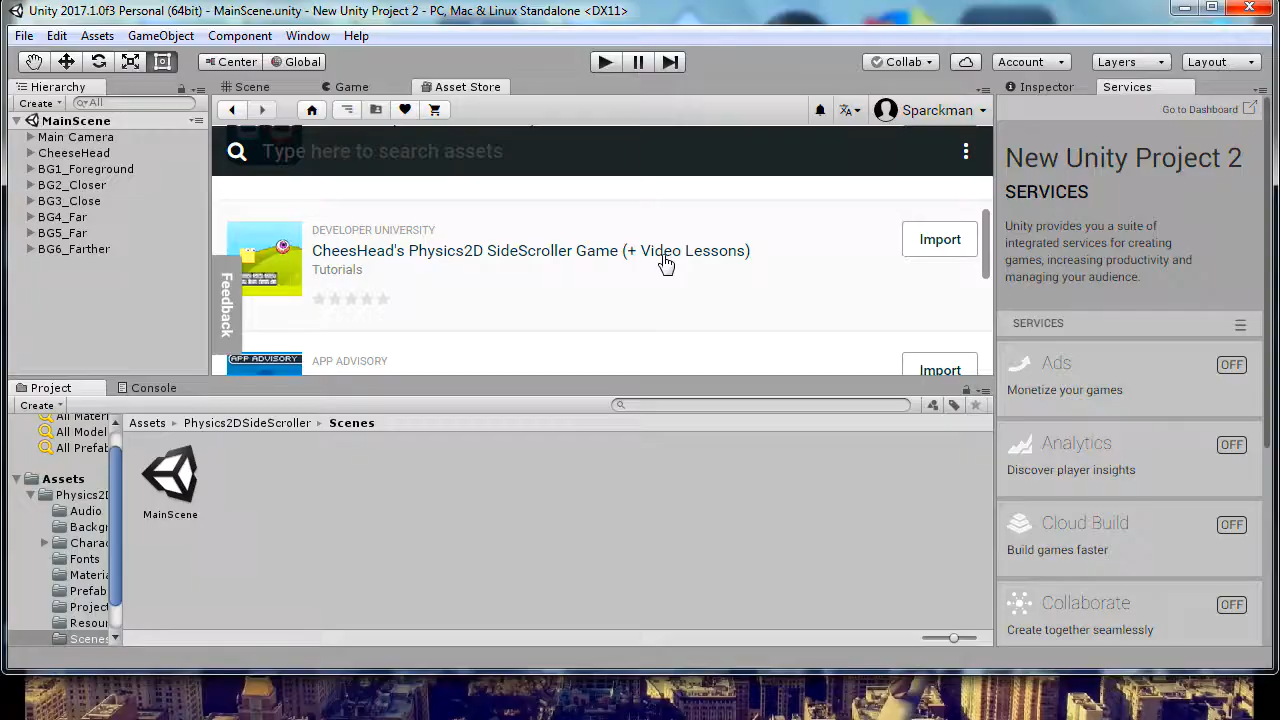 Unity 2017.1.0f3 Personal (64bit) - MainScene.unity - New Unity Project 2 - PC, Mac & Linux Standalone <DX11>
File Edit Assets GameObject Component Window Help
Center Global Collab Account Layers Layout
Hierarchy
Create All
MainScene
Main Camera
CheeseHead
BG1_Foreground
BG2_Closer
BG3_Close
BG4_Far
BG5_Far
BG6_Farther
Scene Game Asset Store
Sparckman
Type here to search assets
DEVELOPER UNIVERSITY
CheesHead's Physics2D SideScroller Game (+ Video Lessons)
Tutorials
Import
Feedback
APP ADVISORY
APP ADVISORY
Import
Inspector Services
Go to Dashboard
New Unity Project 2
SERVICES
Unity provides you a suite of
integrated services for creating
games, increasing productivity and
managing your audience.
SERVICES
Ads OFF
Monetize your games
Analytics OFF
Discover player insights
Cloud Build OFF
Build games faster
Collaborate OFF
Create together seamlessly
Project Console
Create
All Materi
All Model
All Prefab
Assets
Physics2D
Audio
Backgr
Charac
Fonts
Materia
Prefab
Project
Resour
Scenes
Assets Physics2DSideScroller Scenes
MainScene